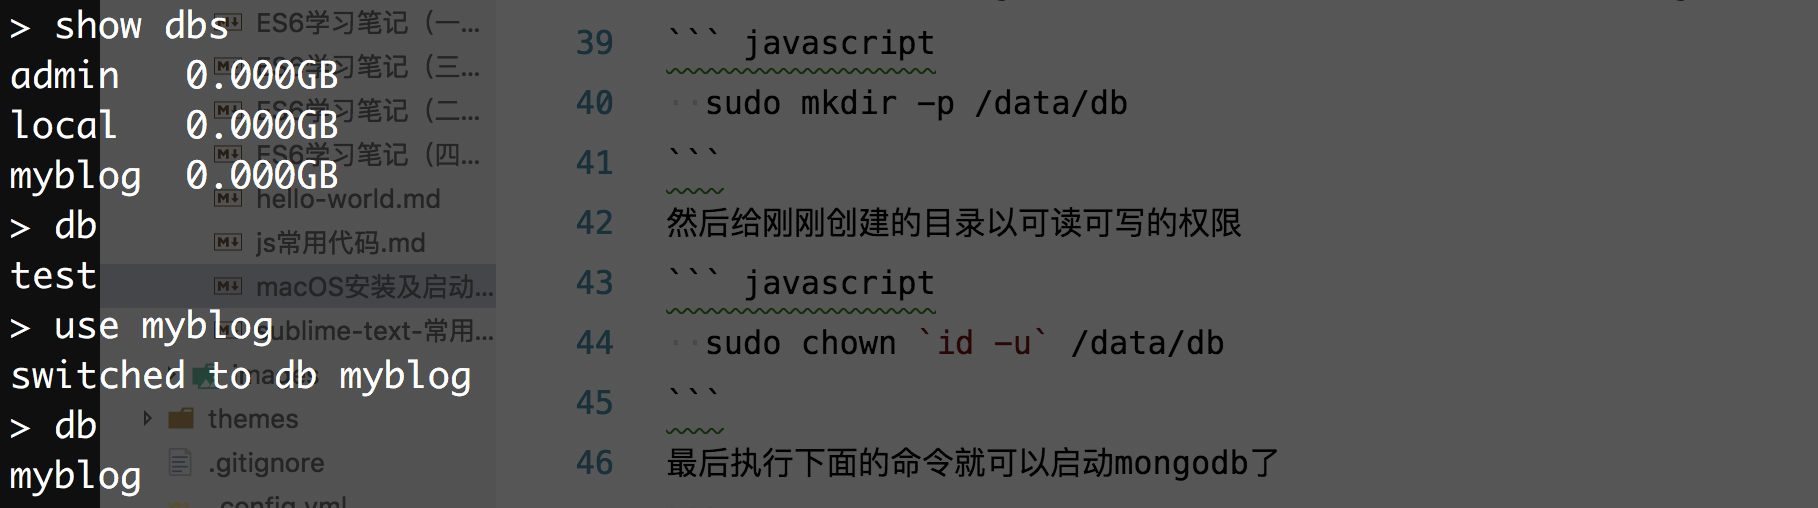 > show dbs
admin 0.000GB
local 0.000GB
myblog 0.000GB
> db
test
> use myblog
switched to db myblog
> db
myblog
ES6学习笔记（一...
ES6学习笔记（三...
ES6学习笔记（二...
ES6学习笔记（四...
hello-world.md
js常用代码.md
macOS安装及启动...
sublime-text-常用...
images
themes
.gitignore
_config.yml
39 ``` javascript
40 sudo mkdir -p /data/db
41 ```
42 然后给刚刚创建的目录以可读可写的权限
43 ``` javascript
44 sudo chown `id -u` /data/db
45 ```
46 最后执行下面的命令就可以启动mongodb了